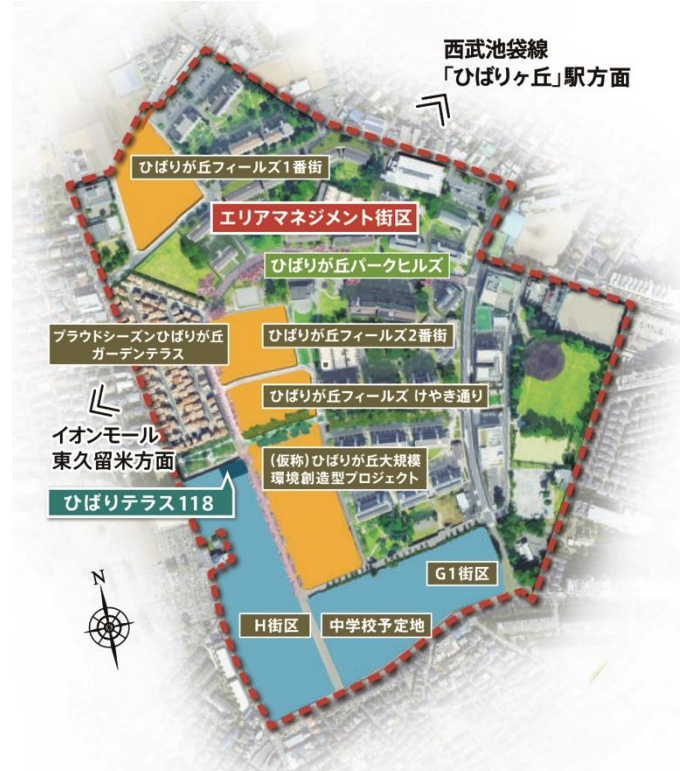 西武池袋線
「ひばりヶ丘」駅方面
ひばりが丘フィールズ1番街
エリアマネジメント街区
ひばりが丘パークヒルズ
プラウドシーズンひばりが丘
ガーデンテラス
ひばりが丘フィールズ2番街
ひばりが丘フィールズ けやき通り
イオンモール
東久留米方面
(仮称)ひばりが丘大規模
環境創造型プロジェクト
ひばりテラス118
G1街区
H街区
中学校予定地
N